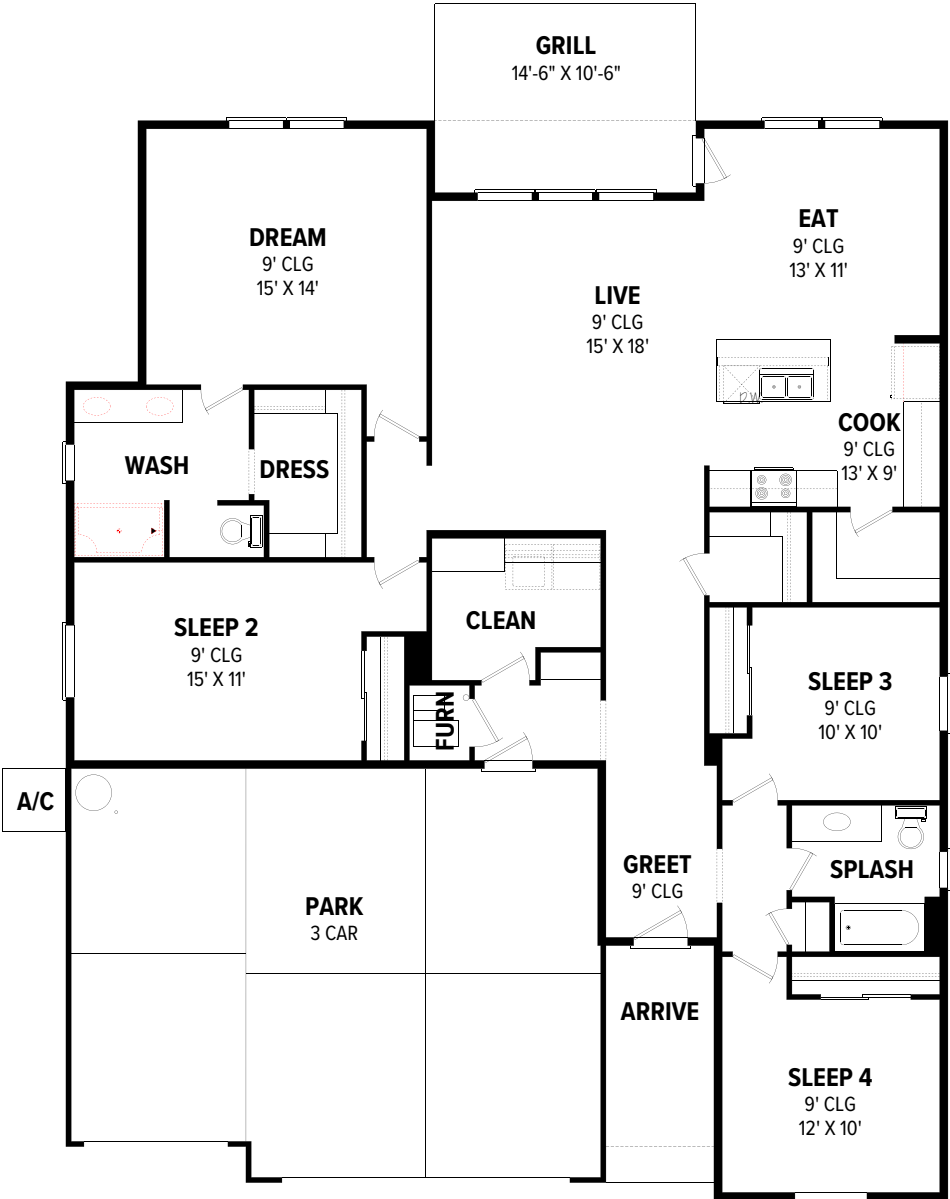 GRILL
14'-6" X 10'-6"
DREAM
9' CLG
15' X 14'
EAT
9' CLG
13' X 11'
LIVE
9' CLG
15' X 18'
DW
COOK
9' CLG
13' X 9'
WASH
DRESS
SLEEP 2
9' CLG
15' X 11'
CLEAN
FURN
SLEEP 3
9' CLG
10' X 10'
A/C
GREET
9' CLG
SPLASH
PARK
3 CAR
ARRIVE
SLEEP 4
9' CLG
12' X 10'